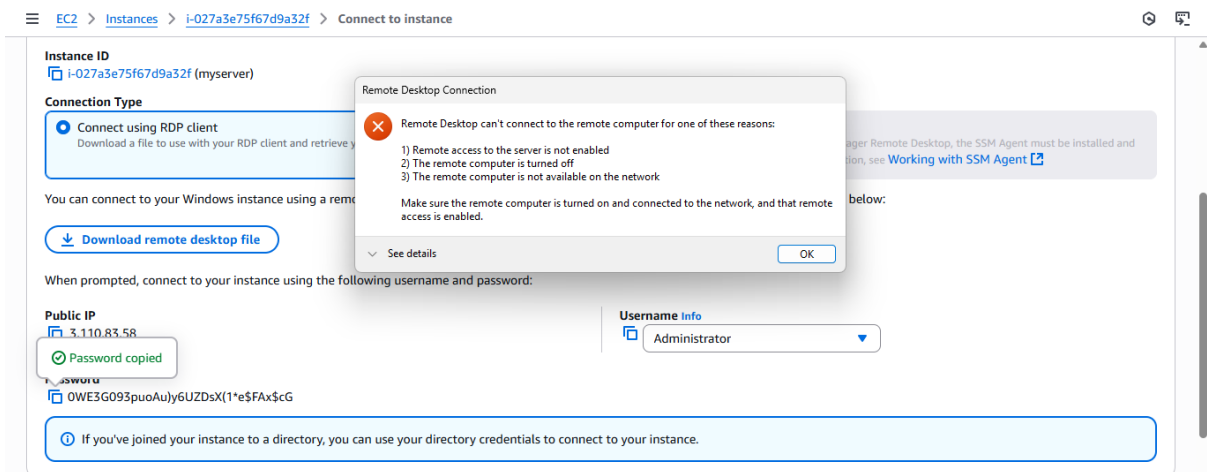 EC2 > Instances > i-027a3e75f67d9a32f > Connect to instance
Instance ID
i-027a3e75f67d9a32f (myserver)
Connection Type
Connect using RDP client
Download a file to use with your RDP client and retrieve y
ager Remote Desktop, the SSM Agent must be installed and
tion, see Working with SSM Agent
You can connect to your Windows instance using a remo
below:
Download remote desktop file
When prompted, connect to your instance using the following username and password:
Remote Desktop Connection
Remote Desktop can't connect to the remote computer for one of these reasons:
1) Remote access to the server is not enabled
2) The remote computer is turned off
3) The remote computer is not available on the network
Make sure the remote computer is turned on and connected to the network, and that remote
access is enabled.
See details
OK
Public IP
3.110.83.58
Username Info
Administrator
Password copied
Password
0WE3G093puoAu)y6UZDsX(1*e$FAx$cG
If you've joined your instance to a directory, you can use your directory credentials to connect to your instance.